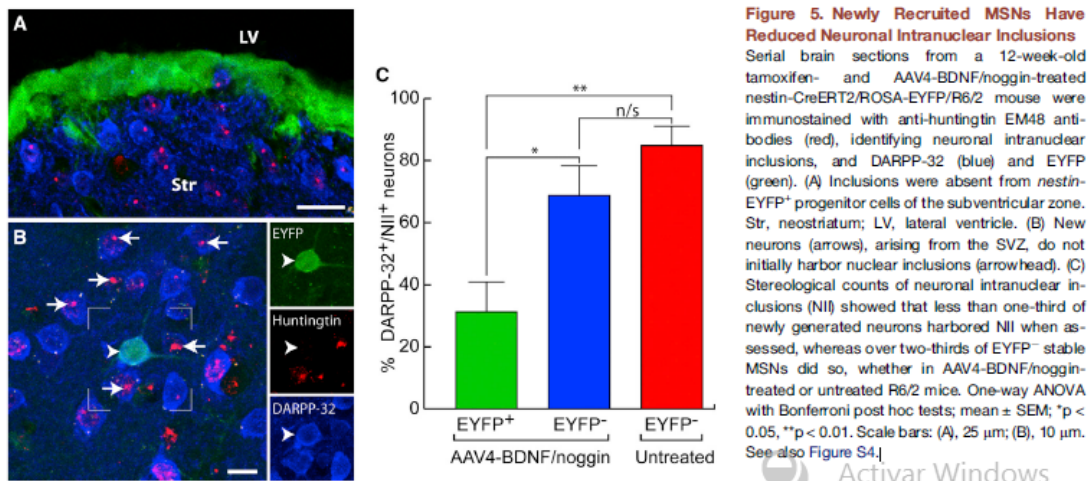 A
LV
Str
B
EYFP
Huntingtin
DARPP-32
C
% DARPP-32+/NII+ neurons
100
80
60
40
20
0
**
n/s
*
EYFP+ EYFP- EYFP-
AAV4-BDNF/noggin Untreated
Figure 5. Newly Recruited MSNs Have
Reduced Neuronal Intranuclear Inclusions
Serial brain sections from a 12-week-old
tamoxifen- and AAV4-BDNF/noggin-treated
nestin-CreERT2/ROSA-EYFP/R6/2 mouse were
immunostained with anti-huntingtin EM48 anti-
bodies (red), identifying neuronal intranuclear
inclusions, and DARPP-32 (blue) and EYFP
(green). (A) Inclusions were absent from nestin-
EYFP+ progenitor cells of the subventricular zone.
Str, neostriatum; LV, lateral ventricle. (B) New
neurons (arrows), arising from the SVZ, do not
initially harbor nuclear inclusions (arrowhead). (C)
Stereological counts of neuronal intranuclear in-
clusions (NII) showed that less than one-third of
newly generated neurons harbored NII when as-
sessed, whereas over two-thirds of EYFP− stable
MSNs did so, whether in AAV4-BDNF/noggin-
treated or untreated R6/2 mice. One-way ANOVA
with Bonferroni post hoc tests; mean ± SEM; *p <
0.05, **p < 0.01. Scale bars: (A), 25 μm; (B), 10 μm.
See also Figure S4.
Activar Windows